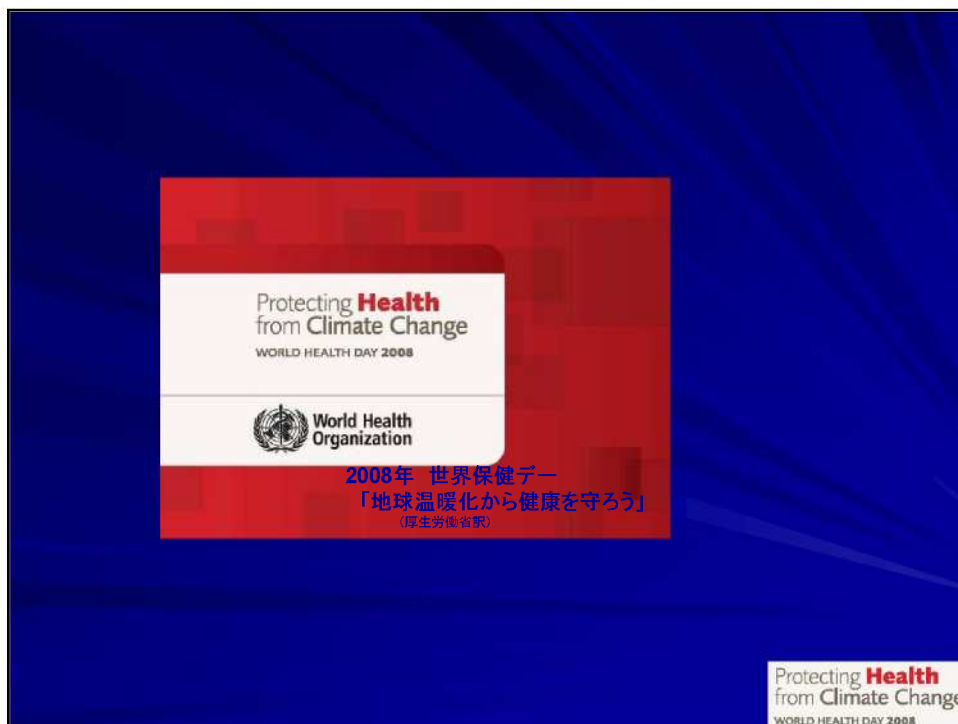 Protecting Health
from Climate Change
WORLD HEALTH DAY 2008
World Health
Organization
2008年 世界保健デー
「地球温暖化から健康を守ろう」
(厚生労働省訳)
Protecting Health
from Climate Change
WORLD HEALTH DAY 2008